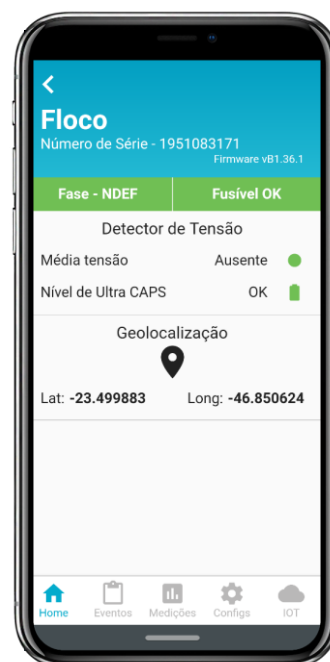 Floco
Número de Série - 1951083171
Firmware vB1.36.1
Fase - NDEF Fusível OK
Detector de Tensão
Média tensão Ausente
Nível de Ultra CAPS OK
Geolocalização
Lat: -23.499883 Long: -46.850624
Home Eventos Medições Configs IOT